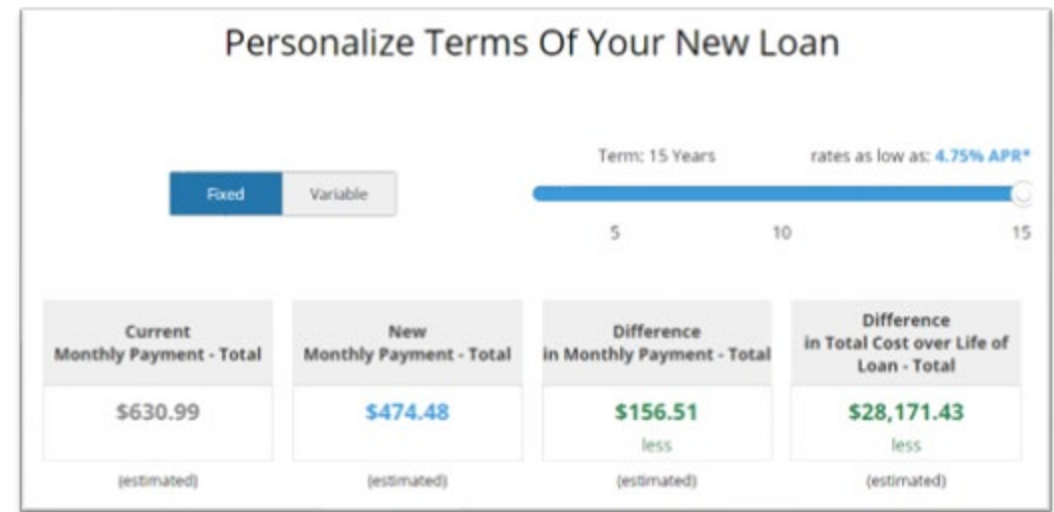 Personalize Terms Of Your New Loan
Term: 15 Years
rates as low as: 4.75% APR*
Fixed
Variable
5
10
15
Current
Monthly Payment - Total
$630.99
(estimated)
New
Monthly Payment - Total
$474.48
(estimated)
Difference
in Monthly Payment - Total
$156.51
less
(estimated)
Difference
in Total Cost over Life of
Loan - Total
$28,171.43
less
(estimated)